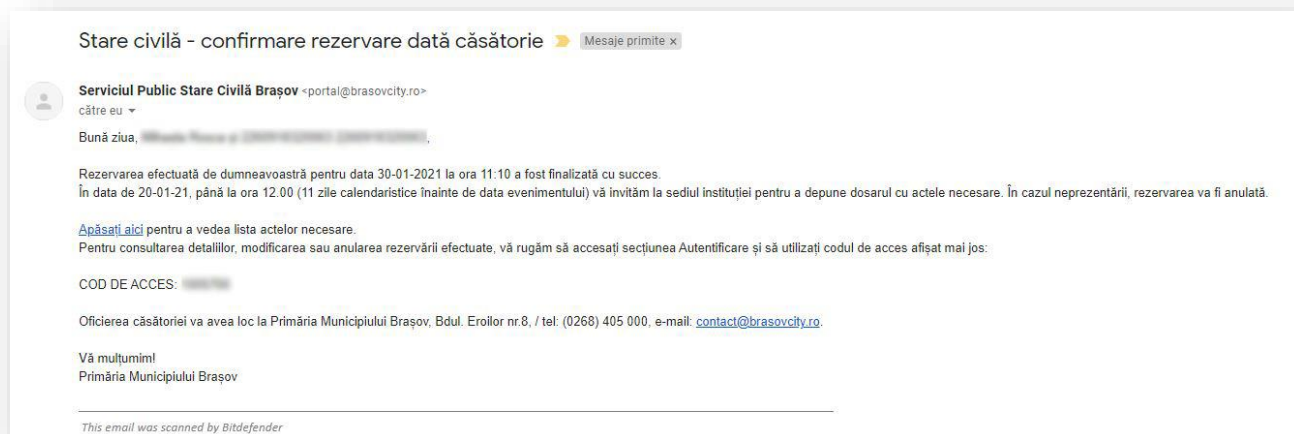 Stare civilă - confirmare rezervare dată căsătorie Mesaje primite x
Serviciul Public Stare Civilă Brașov <portal@brasovcity.ro>
către eu
Bună ziua,
Rezervarea efectuată de dumneavoastră pentru data 30-01-2021 la ora 11:10 a fost finalizată cu succes.
În data de 20-01-21, până la ora 12.00 (11 zile calendaristice înainte de data evenimentului) vă invităm la sediul instituției pentru a depune dosarul cu actele necesare. În cazul neprezentării, rezervarea va fi anulată.
Apăsați aici pentru a vedea lista actelor necesare.
Pentru consultarea detaliilor, modificarea sau anularea rezervării efectuate, vă rugăm să accesați secțiunea Autentificare și să utilizați codul de acces afișat mai jos:
COD DE ACCES:
Oficierea căsătoriei va avea loc la Primăria Municipiului Brașov, Bdul. Eroilor nr.8, / tel: (0268) 405 000, e-mail: contact@brasovcity.ro.
Vă mulțumim!
Primăria Municipiului Brașov
This email was scanned by Bitdefender